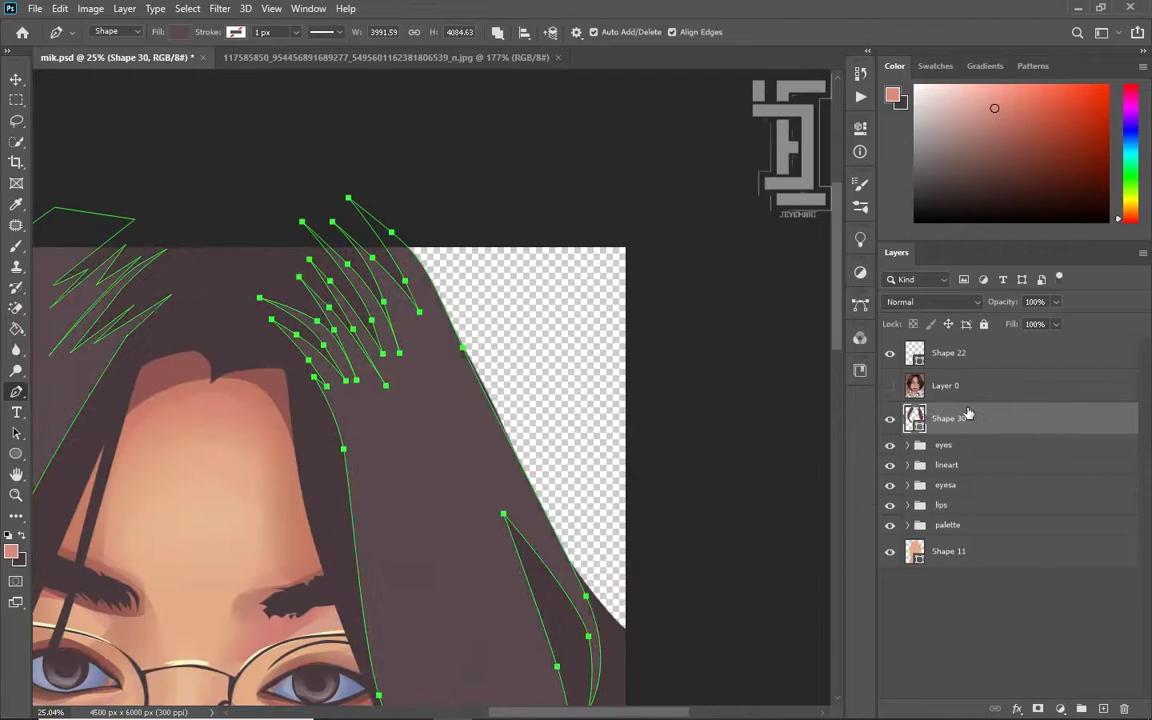 Ps File Edit Image Layer Type Select Filter 3D View Window Help
Shape Fill: Stroke: 1 px W: 3991.59 H: 4084.63 Auto Add/Delete Align Edges
mik.psd @ 25% (Shape 30, RGB/8#) * × 117585850_954456891689277_5495601162381806539_n.jpg @ 177% (RGB/8#) ×
JEYEMARI
Color Swatches Gradients Patterns
Layers
Kind
Normal Opacity: 100%
Lock: Fill: 100%
Shape 22
Layer 0
Shape 30
eyes
lineart
eyesa
lips
palette
Shape 11
25.04% 4500 px x 6000 px (300 ppi)